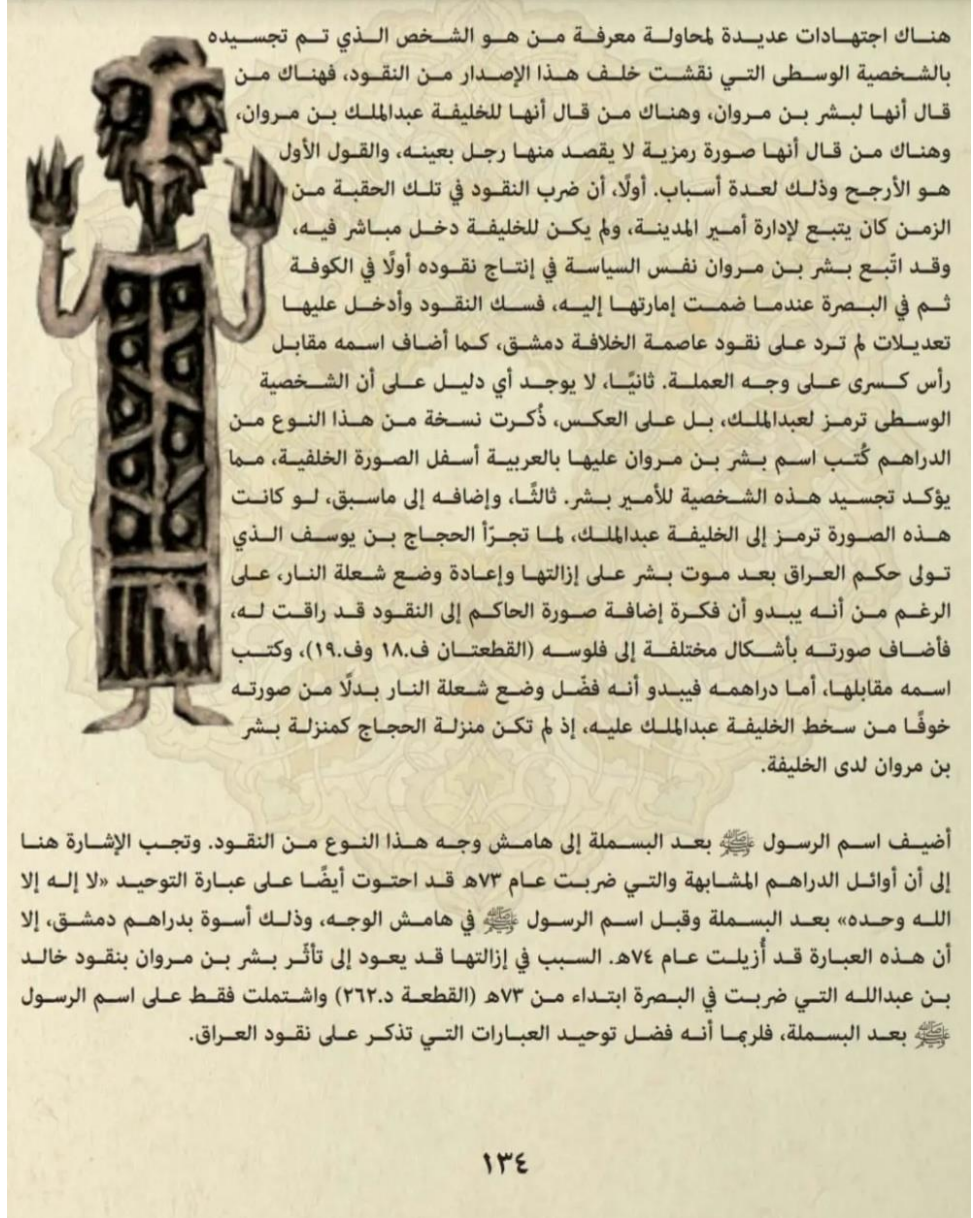 هناك اجتهادات عديدة لمحاولة معرفة من هو الشخص الذي تم تجسيده
بالشخصية الوسطى التي نقشت خلف هذا الإصدار من النقود، فهناك من
قال أنها لبشر بن مروان، وهناك من قال أنها للخليفة عبدالملك بن مروان،
وهناك من قال أنها صورة رمزية لا يقصد منها رجل بعينه، والقول الأول
هو الأرجح وذلك لعدة أسباب. أولًا، أن ضرب النقود في تلك الحقبة من
الزمن كان يتبع لإدارة أمير المدينة، ولم يكن للخليفة دخل مباشر فيه،
وقد اتّبع بشر بن مروان نفس السياسة في إنتاج نقوده أولًا في الكوفة
ثم في البصرة عندما ضمت إمارتها إليه، فسك النقود وأدخل عليها
تعديلات لم ترد على نقود عاصمة الخلافة دمشق، كما أضاف اسمه مقابل
رأس كسرى على وجه العملة. ثانيًا، لا يوجد أي دليل على أن الشخصية
الوسطى ترمز لعبدالملك، بل على العكس، ذُكرت نسخة من هذا النوع من
الدراهم كُتب اسم بشر بن مروان عليها بالعربية أسفل الصورة الخلفية، مما
يؤكد تجسيد هذه الشخصية للأمير بشر. ثالثًا، وإضافه إلى ماسبق، لو كانت
هذه الصورة ترمز إلى الخليفة عبدالملك، لما تجرّأ الحجاج بن يوسف الذي
تولى حكم العراق بعد موت بشر على إزالتها وإعادة وضع شعلة النار، على
الرغم من أنه يبدو أن فكرة إضافة صورة الحاكم إلى النقود قد راقت له،
فأضاف صورته بأشكال مختلفة إلى فلوسه (القطعتان ف.١٨ وف.١٩)، وكتب
اسمه مقابلها، أما دراهمه فيبدو أنه فضّل وضع شعلة النار بدلًا من صورته
خوفًا من سخط الخليفة عبدالملك عليه، إذ لم تكن منزلة الحجاج كمنزلة بشر
بن مروان لدى الخليفة.
أضيف اسم الرسول ﷺ بعد البسملة إلى هامش وجه هذا النوع من النقود. وتجب الإشارة هنا
إلى أن أوائل الدراهم المشابهة والتي ضربت عام ٧٣هـ قد احتوت أيضًا على عبارة التوحيد «لا إله إلا
الله وحده» بعد البسملة وقبل اسم الرسول ﷺ في هامش الوجه، وذلك أسوة بدراهم دمشق، إلا
أن هذه العبارة قد أُزيلت عام ٧٤هـ. السبب في إزالتها قد يعود إلى تأثّر بشر بن مروان بنقود خالد
بن عبدالله التي ضربت في البصرة ابتداء من ٧٣هـ (القطعة د.٢٦٢) واشتملت فقط على اسم الرسول
ﷺ بعد البسملة، فلربما أنه فضل توحيد العبارات التي تذكر على نقود العراق.
١٣٤